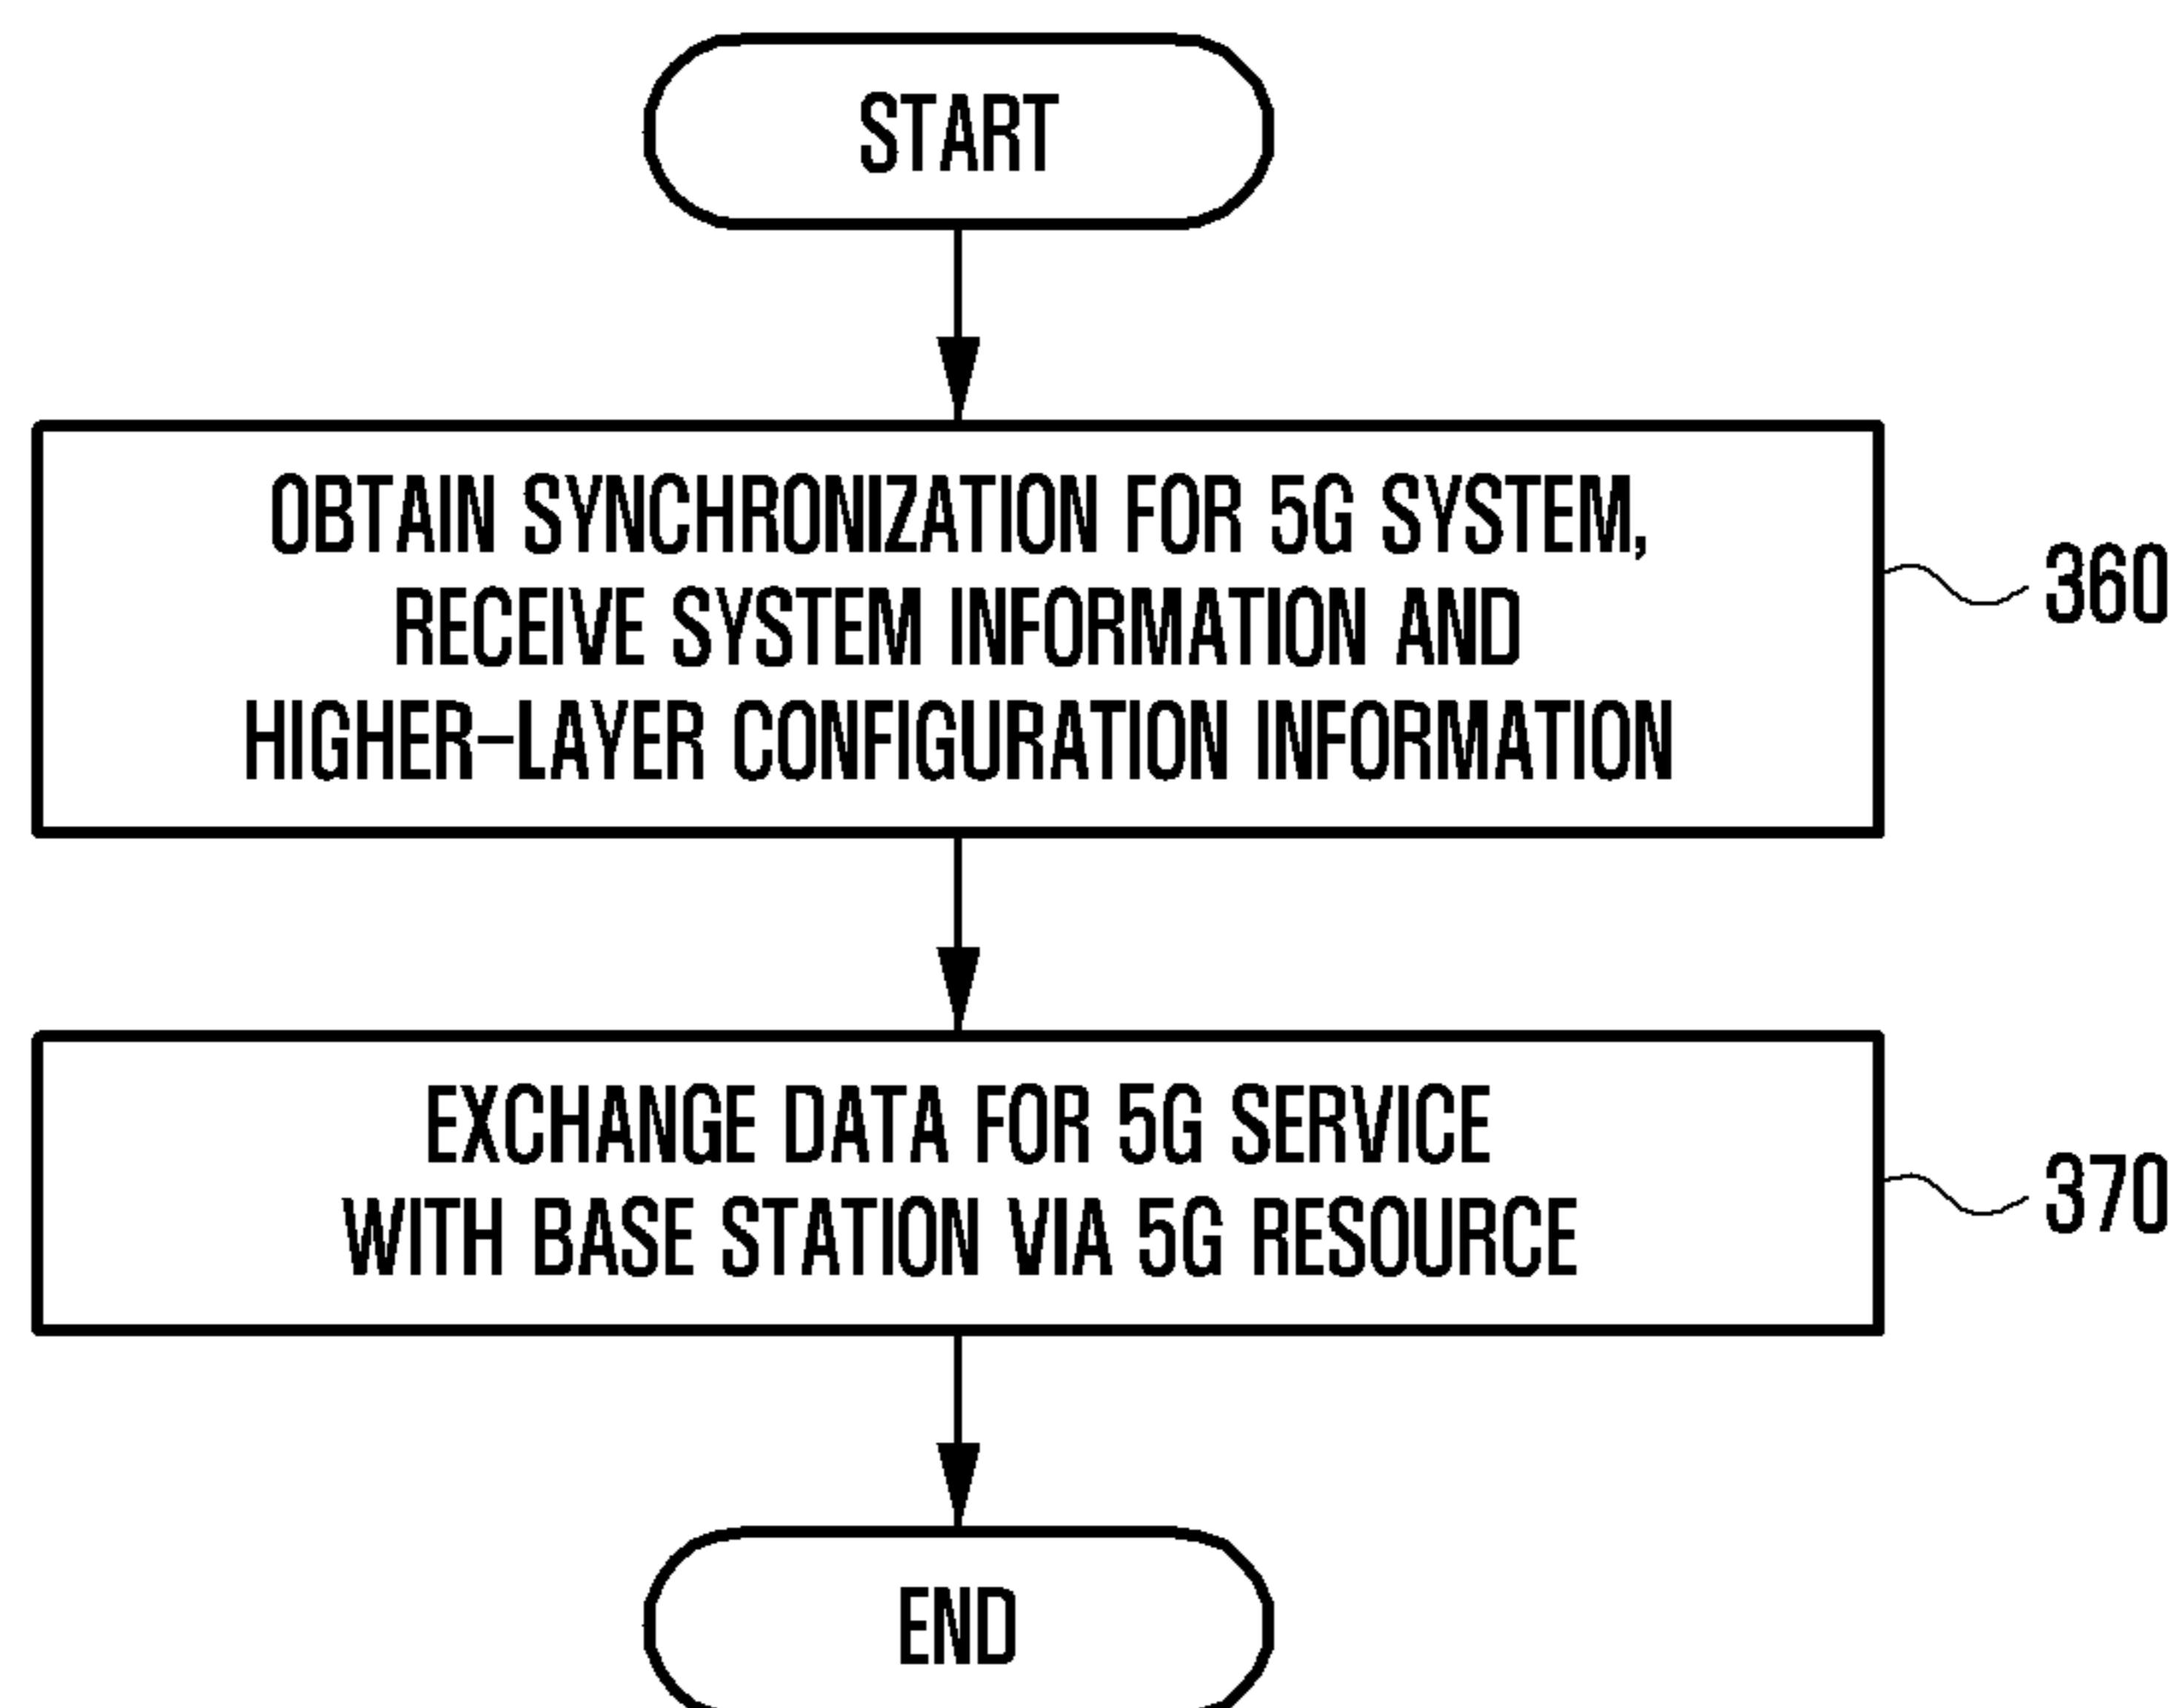 START
OBTAIN SYNCHRONIZATION FOR 5G SYSTEM,
RECEIVE SYSTEM INFORMATION AND
HIGHER-LAYER CONFIGURATION INFORMATION
360
EXCHANGE DATA FOR 5G SERVICE
WITH BASE STATION VIA 5G RESOURCE
370
END